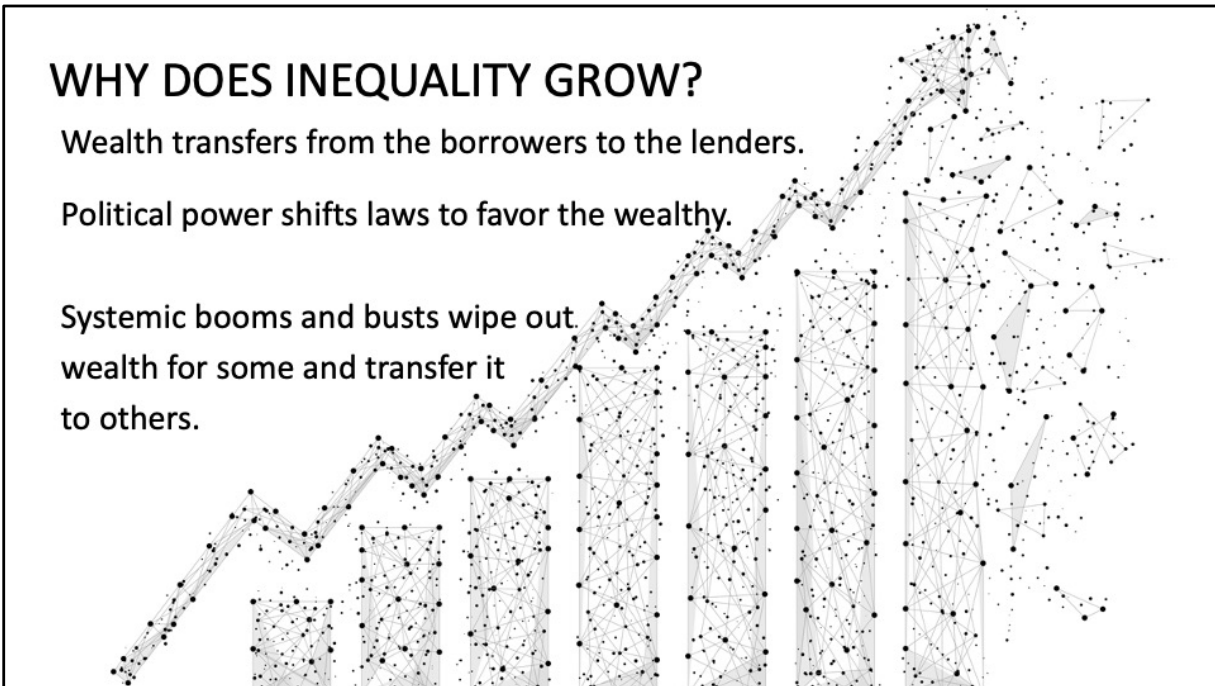 WHY DOES INEQUALITY GROW?
Wealth transfers from the borrowers to the lenders.
Political power shifts laws to favor the wealthy.
Systemic booms and busts wipe out
wealth for some and transfer it
to others.